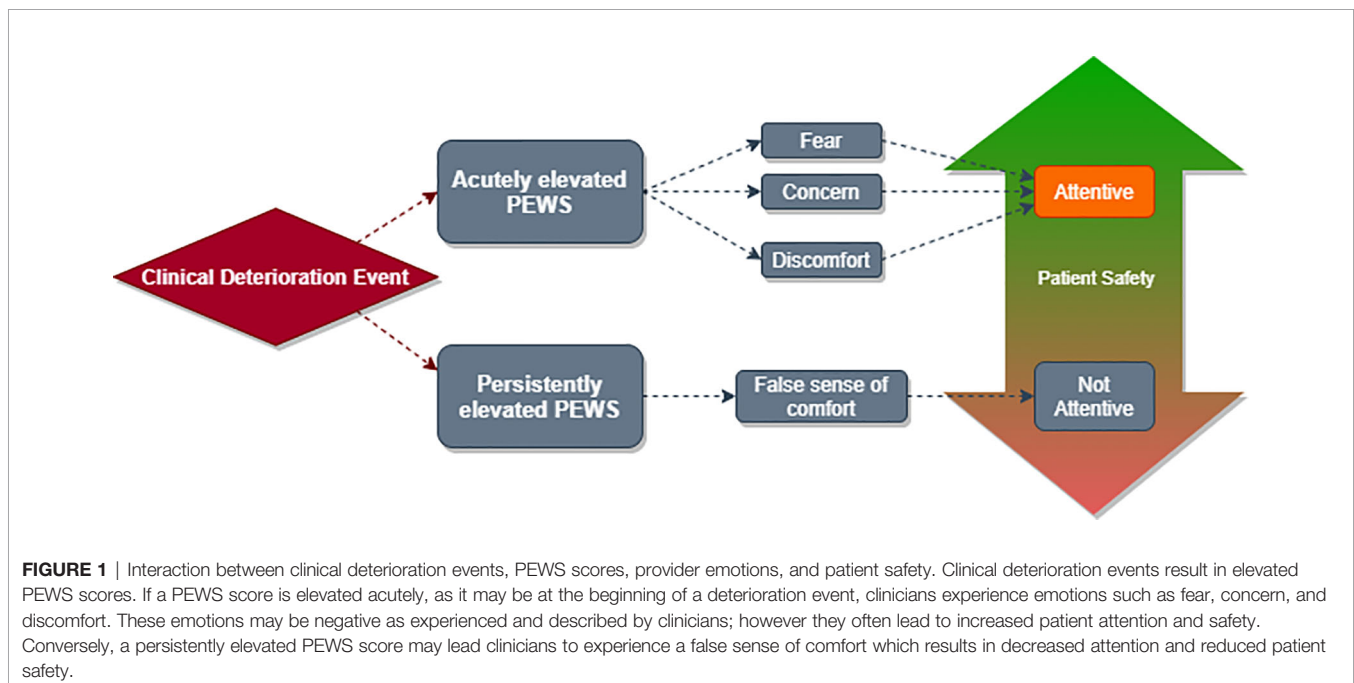 Fear
Acutely elevated
PEWS
Concern
Attentive
Discomfort
Clinical Deterioration Event
Patient Safety
Persistently
elevated PEWS
False sense of
comfort
Not
Attentive
FIGURE 1 | Interaction between clinical deterioration events, PEWS scores, provider emotions, and patient safety. Clinical deterioration events result in elevated
PEWS scores. If a PEWS score is elevated acutely, as it may be at the beginning of a deterioration event, clinicians experience emotions such as fear, concern, and
discomfort. These emotions may be negative as experienced and described by clinicians; however they often lead to increased patient attention and safety.
Conversely, a persistently elevated PEWS score may lead clinicians to experience a false sense of comfort which results in decreased attention and reduced patient
safety.